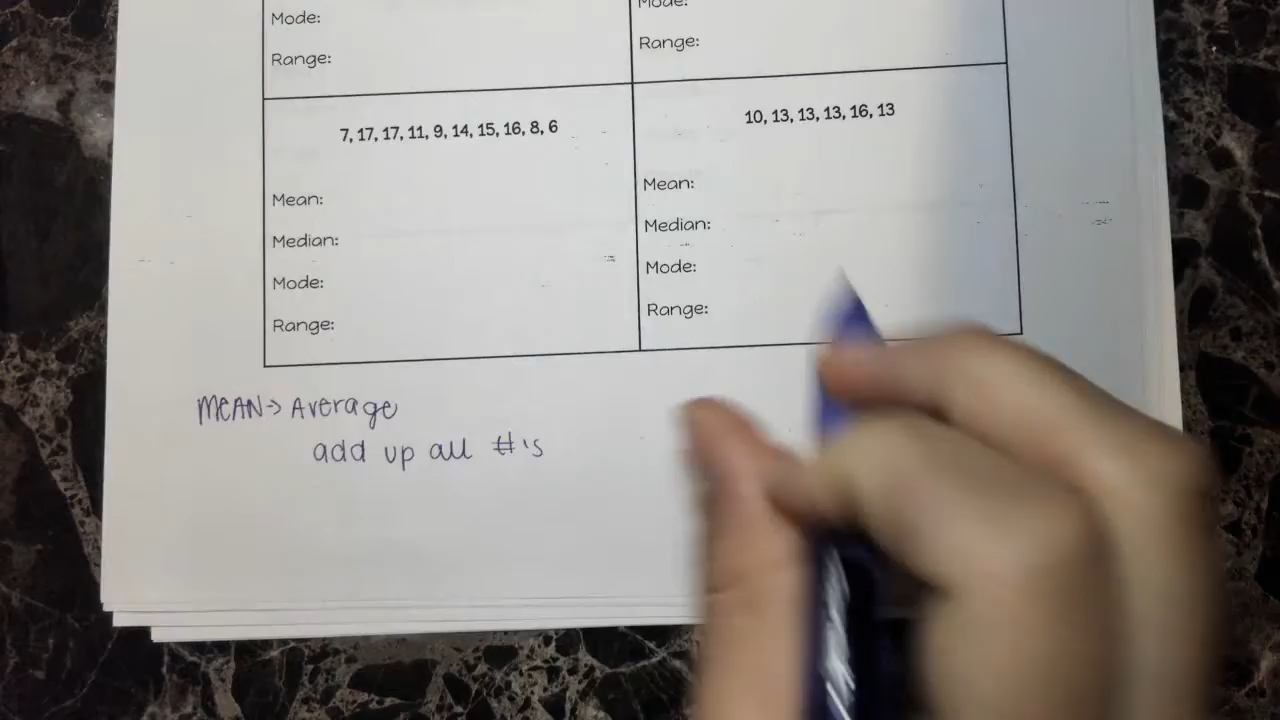 Mode:
Range:
Mode:
Range:
7, 17, 17, 11, 9, 14, 15, 16, 8, 6
Mean:
Median:
Mode:
Range:
10, 13, 13, 13, 16, 13
Mean:
Median:
Mode:
Range:
MEAN-> Average
add up all #'s